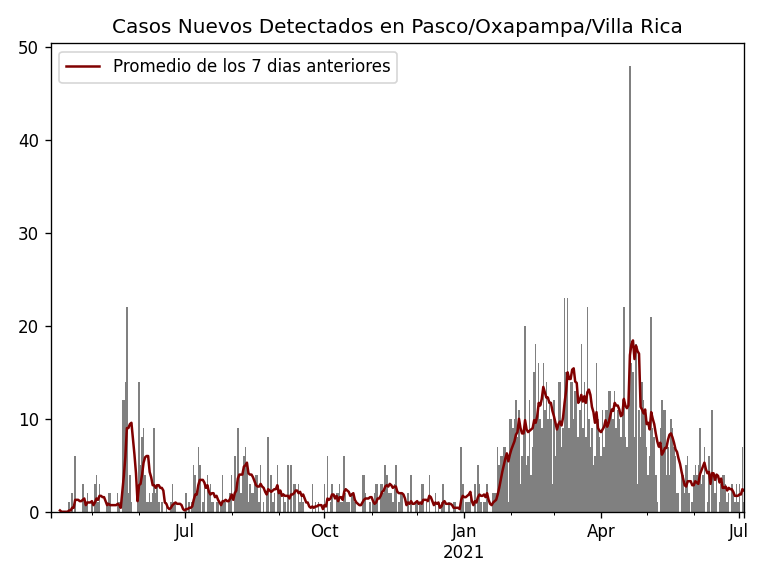 Casos Nuevos Detectados en Pasco/Oxapampa/Villa Rica
Promedio de los 7 dias anteriores
50
40
30
20
10
0
Jul
Oct
Jan
2021
Apr
Jul